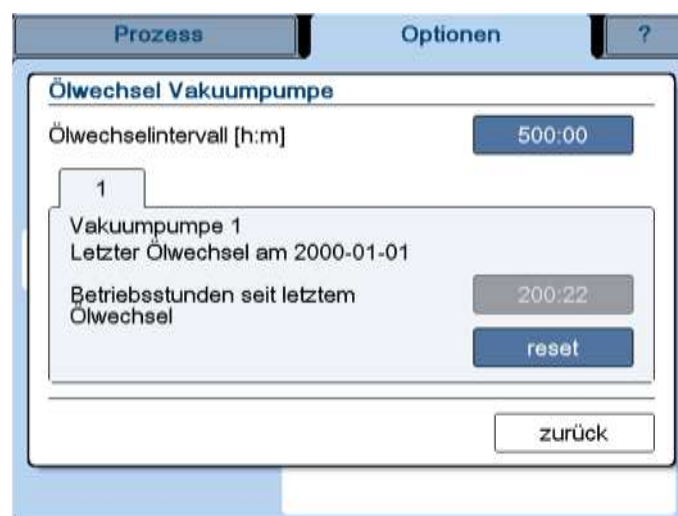 Prozess Optionen ?
Ölwechsel Vakuumpumpe
Ölwechselintervall [h:m] 500:00
1
Vakuumpumpe 1
Letzter Ölwechsel am 2000-01-01
Betriebsstunden seit letztem 200:22
Ölwechsel
reset
zurück